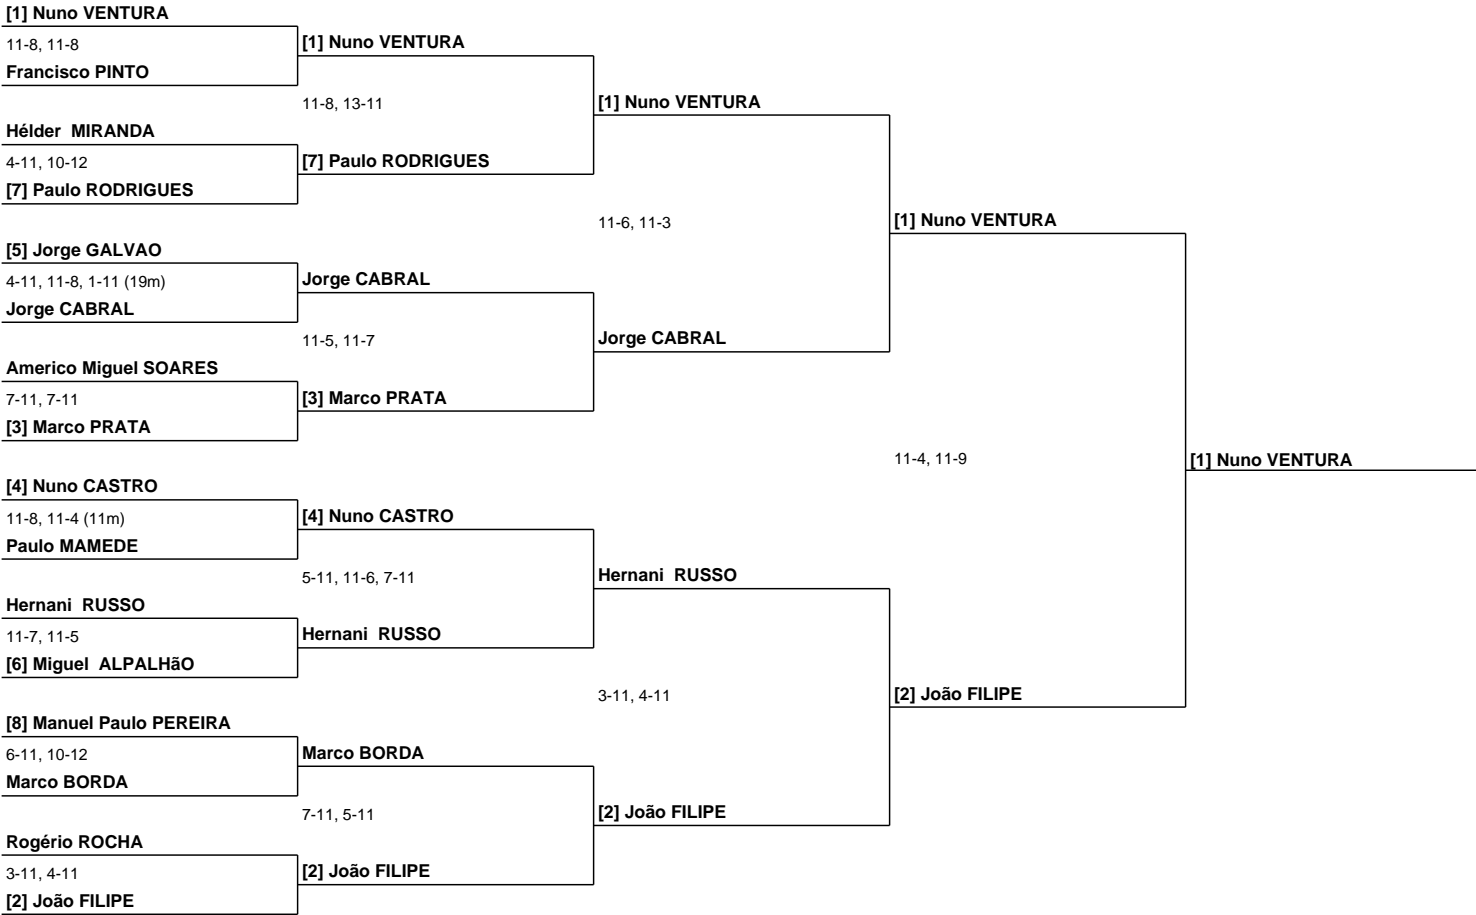 [1] Nuno VENTURA
11-8, 11-8
Francisco PINTO
Hélder  MIRANDA
4-11, 10-12
[7] Paulo RODRIGUES
[5] Jorge GALVAO
4-11, 11-8, 1-11 (19m)
Jorge CABRAL
Americo Miguel SOARES
7-11, 7-11
[3] Marco PRATA
[4] Nuno CASTRO
11-8, 11-4 (11m)
Paulo MAMEDE
Hernani  RUSSO
11-7, 11-5
[6] Miguel  ALPALHãO
[8] Manuel Paulo PEREIRA
6-11, 10-12
Marco BORDA
Rogério ROCHA
3-11, 4-11
[2] João FILIPE
[1] Nuno VENTURA
11-8, 13-11
[7] Paulo RODRIGUES
Jorge CABRAL
11-5, 11-7
[3] Marco PRATA
[4] Nuno CASTRO
5-11, 11-6, 7-11
Hernani  RUSSO
Marco BORDA
7-11, 5-11
[2] João FILIPE
[1] Nuno VENTURA
11-6, 11-3
Jorge CABRAL
Hernani  RUSSO
3-11, 4-11
[2] João FILIPE
[1] Nuno VENTURA
11-4, 11-9
[2] João FILIPE
[1] Nuno VENTURA